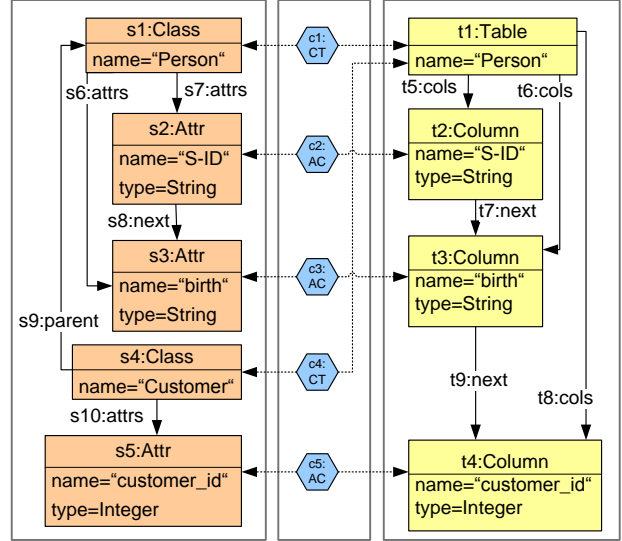 s1:Class
name="Person"
s6:attrs
s7:attrs
s2:Attr
name="S-ID"
type=String
s8:next
s3:Attr
name="birth"
type=String
s9:parent
s4:Class
name="Customer"
s10:attrs
s5:Attr
name="customer_id"
type=Integer
c1:
CT
c2:
AC
c3:
AC
c4:
CT
c5:
AC
t1:Table
name="Person"
t5:cols
t6:cols
t2:Column
name="S-ID"
type=String
t7:next
t3:Column
name="birth"
type=String
t9:next
t8:cols
t4:Column
name="customer_id"
type=Integer